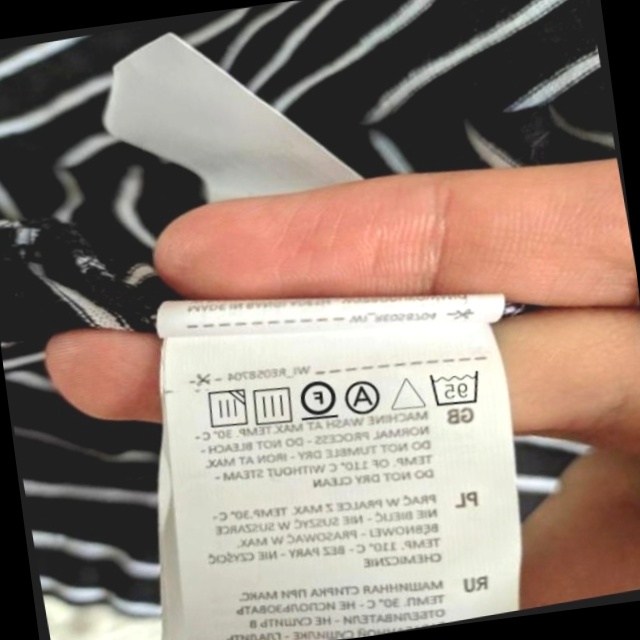 WI_REOS8704
95 A F
GB
MACHINE WASH AT MAX. TEMP. 30° C -
NORMAL PROCESS - DO NOT BLEACH -
DO NOT TUMBLE DRY - IRON AT MAX.
TEMP. OF 110° C WITHOUT STEAM -
DO NOT DRY CLEAN
PL
PRAĆ W PRALCE Z MAX. TEMP. 30°C -
NIE BIELIĆ - NIE SUSZYĆ W SUSZARCE
BĘBNOWEJ - PRASOWAĆ W MAX.
TEMP. 110° C - BEZ PARY - NIE CZYŚCIĆ
CHEMICZNIE
RU
МАШИННАЯ СТИРКА ПРИ МАКС.
ТЕМП. 30° C - НЕ ИСПОЛЬЗОВАТЬ
ОТБЕЛИВАТЕЛИ - НЕ СУШИТЬ В